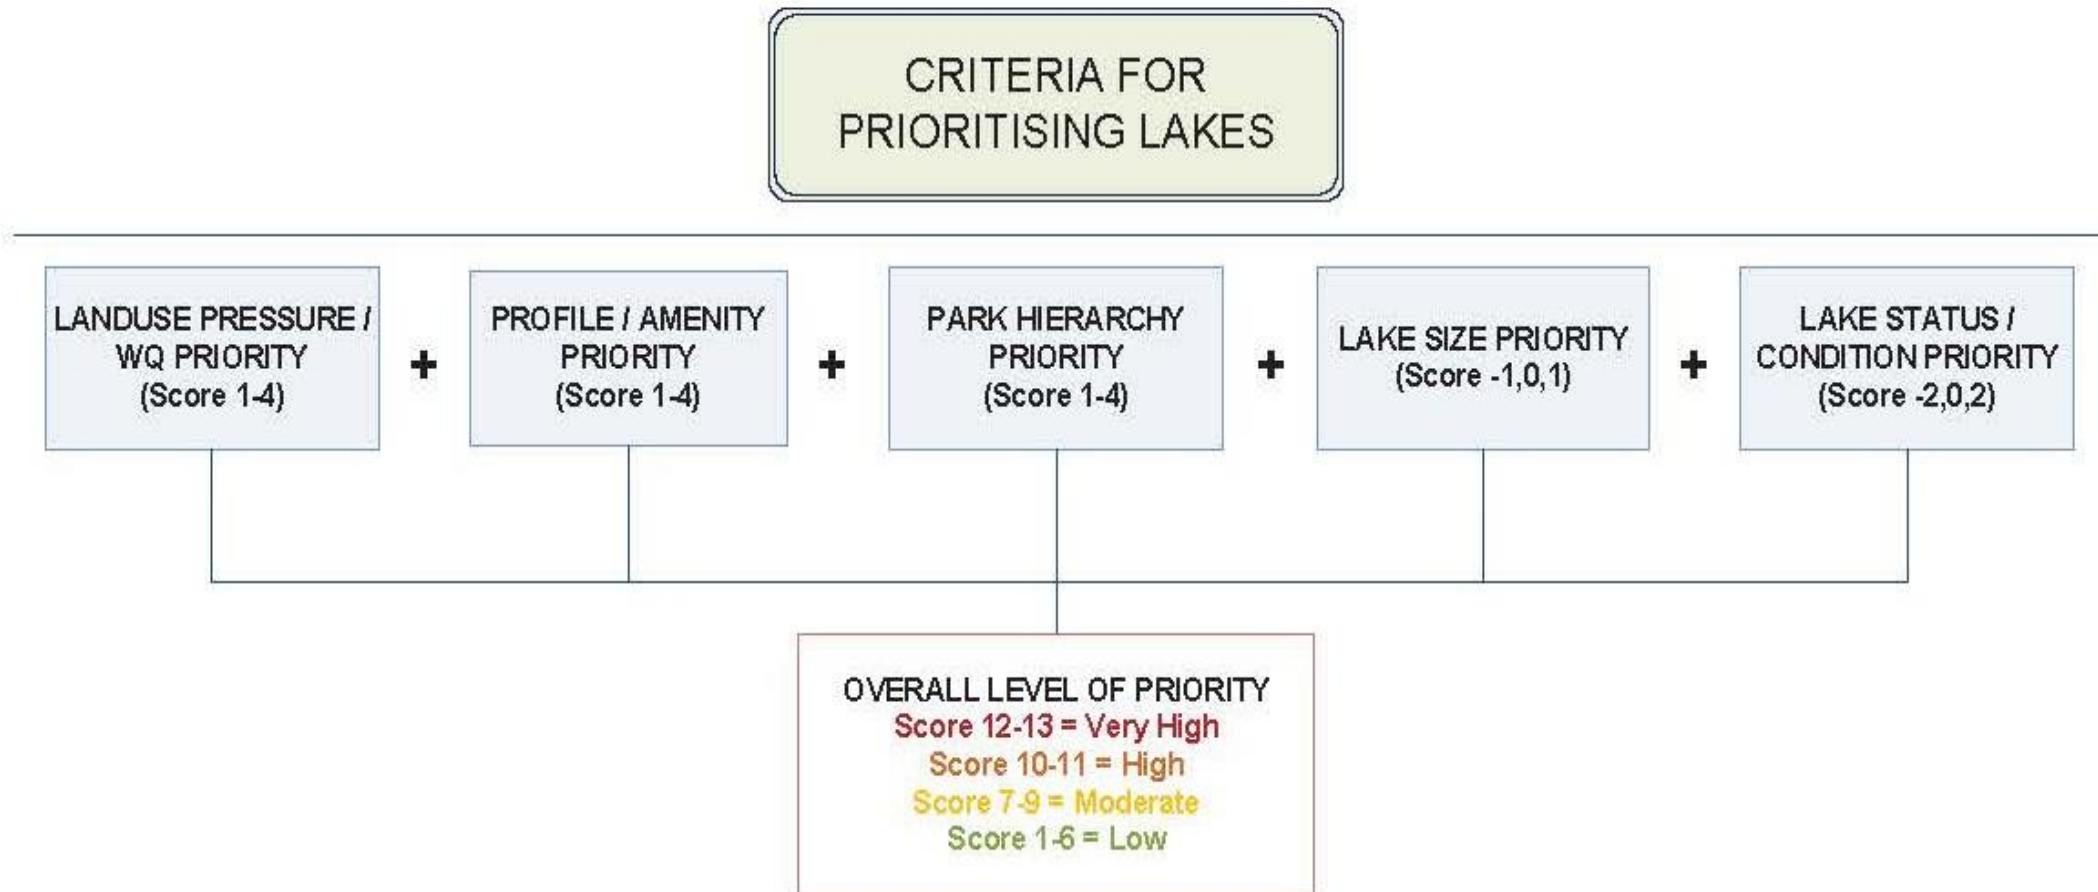 CRITERIA FOR
PRIORITISING LAKES
LANDUSE PRESSURE /
WQ PRIORITY
(Score 1-4)
+
PROFILE / AMENITY
PRIORITY
(Score 1-4)
+
PARK HIERARCHY
PRIORITY
(Score 1-4)
+
LAKE SIZE PRIORITY
(Score -1,0,1)
+
LAKE STATUS /
CONDITION PRIORITY
(Score -2,0,2)
OVERALL LEVEL OF PRIORITY
Score 12-13 = Very High
Score 10-11 = High
Score 7-9 = Moderate
Score 1-6 = Low